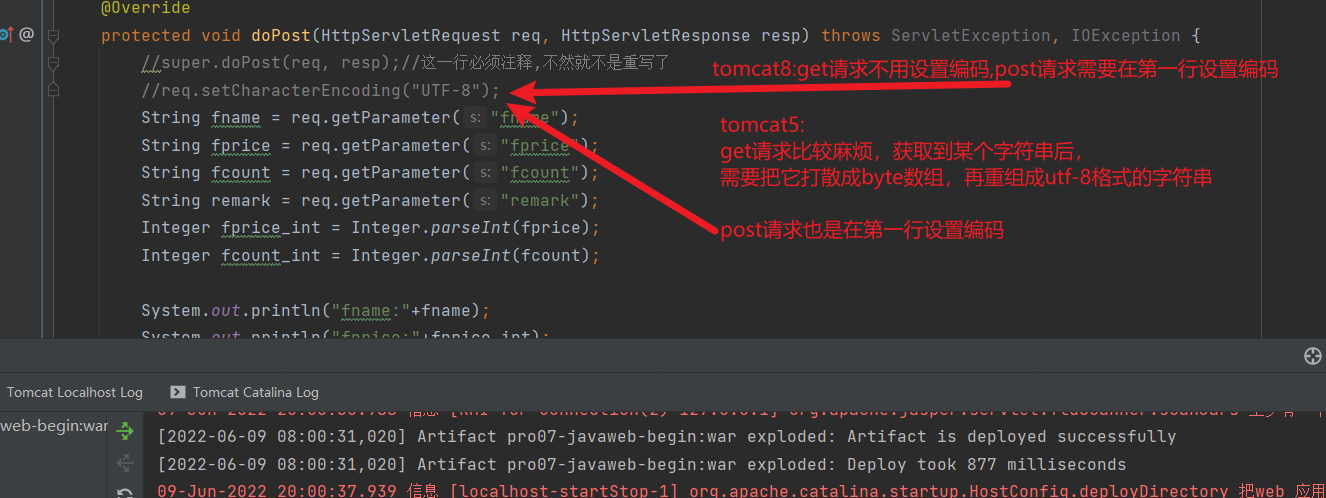 @Override
protected void doPost(HttpServletRequest req, HttpServletResponse resp) throws ServletException, IOException {
//super.doPost(req, resp);//这一行必须注释,不然就不是重写了
tomcat8:get请求不用设置编码,post请求需要在第一行设置编码
//req.setCharacterEncoding("UTF-8");
String fname = req.getParameter( s: "fname");
tomcat5:
String fprice = req.getParameter( s: "fprice");
get请求比较麻烦，获取到某个字符串后，
String fcount = req.getParameter( s: "fcount");
需要把它打散成byte数组，再重组成utf-8格式的字符串
String remark = req.getParameter( s: "remark");
Integer fprice_int = Integer.parseInt(fprice);
post请求也是在第一行设置编码
Integer fcount_int = Integer.parseInt(fcount);
System.out.println("fname:"+fname);
Tomcat Localhost Log
Tomcat Catalina Log
web-begin:war
[2022-06-09 08:00:31,020] Artifact pro07-javaweb-begin:war exploded: Artifact is deployed successfully
[2022-06-09 08:00:31,020] Artifact pro07-javaweb-begin:war exploded: Deploy took 877 milliseconds
09-Jun-2022 20:00:37.939 信息 [localhost-startStop-1] org.apache.catalina.startup.HostConfig.deployDirectory 把web 应用